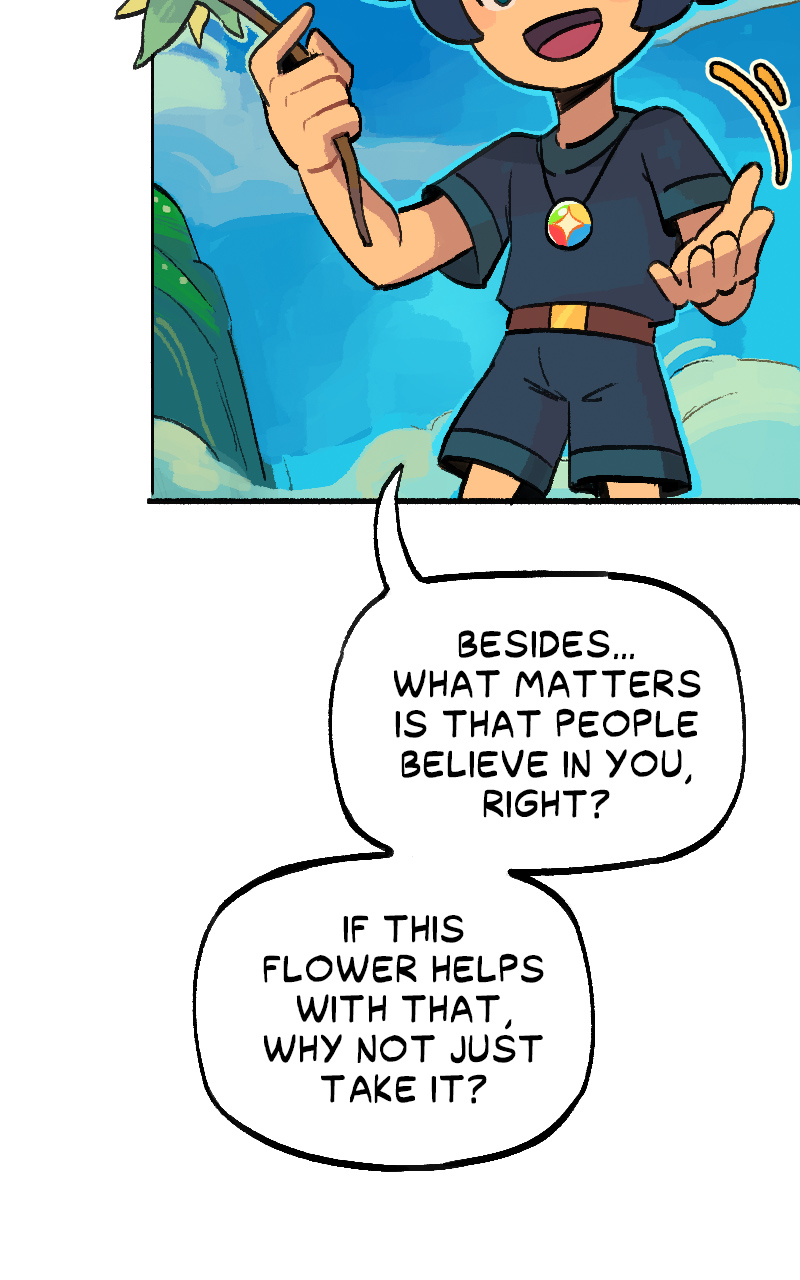 BESIDES...
WHAT MATTERS
IS THAT PEOPLE
BELIEVE IN YOU,
RIGHT?
IF THIS
FLOWER HELPS
WITH THAT,
WHY NOT JUST
TAKE IT?